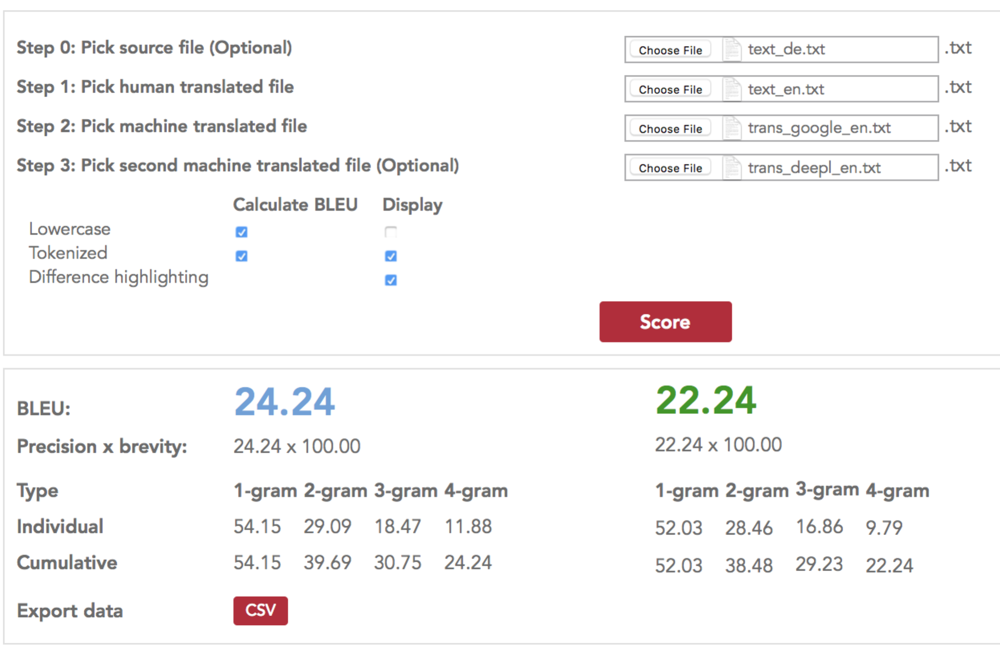 Step 0: Pick source file (Optional) Choose File text_de.txt .txt
Step 1: Pick human translated file Choose File text_en.txt .txt
Step 2: Pick machine translated file Choose File trans_google_en.txt .txt
Step 3: Pick second machine translated file (Optional) Choose File trans_deepl_en.txt .txt
Calculate BLEU Display
Lowercase
Tokenized
Difference highlighting
Score
BLEU: 24.24 22.24
Precision x brevity: 24.24 x 100.00 22.24 x 100.00
Type 1-gram 2-gram 3-gram 4-gram 1-gram 2-gram 3-gram 4-gram
Individual 54.15 29.09 18.47 11.88 52.03 28.46 16.86 9.79
Cumulative 54.15 39.69 30.75 24.24 52.03 38.48 29.23 22.24
Export data CSV